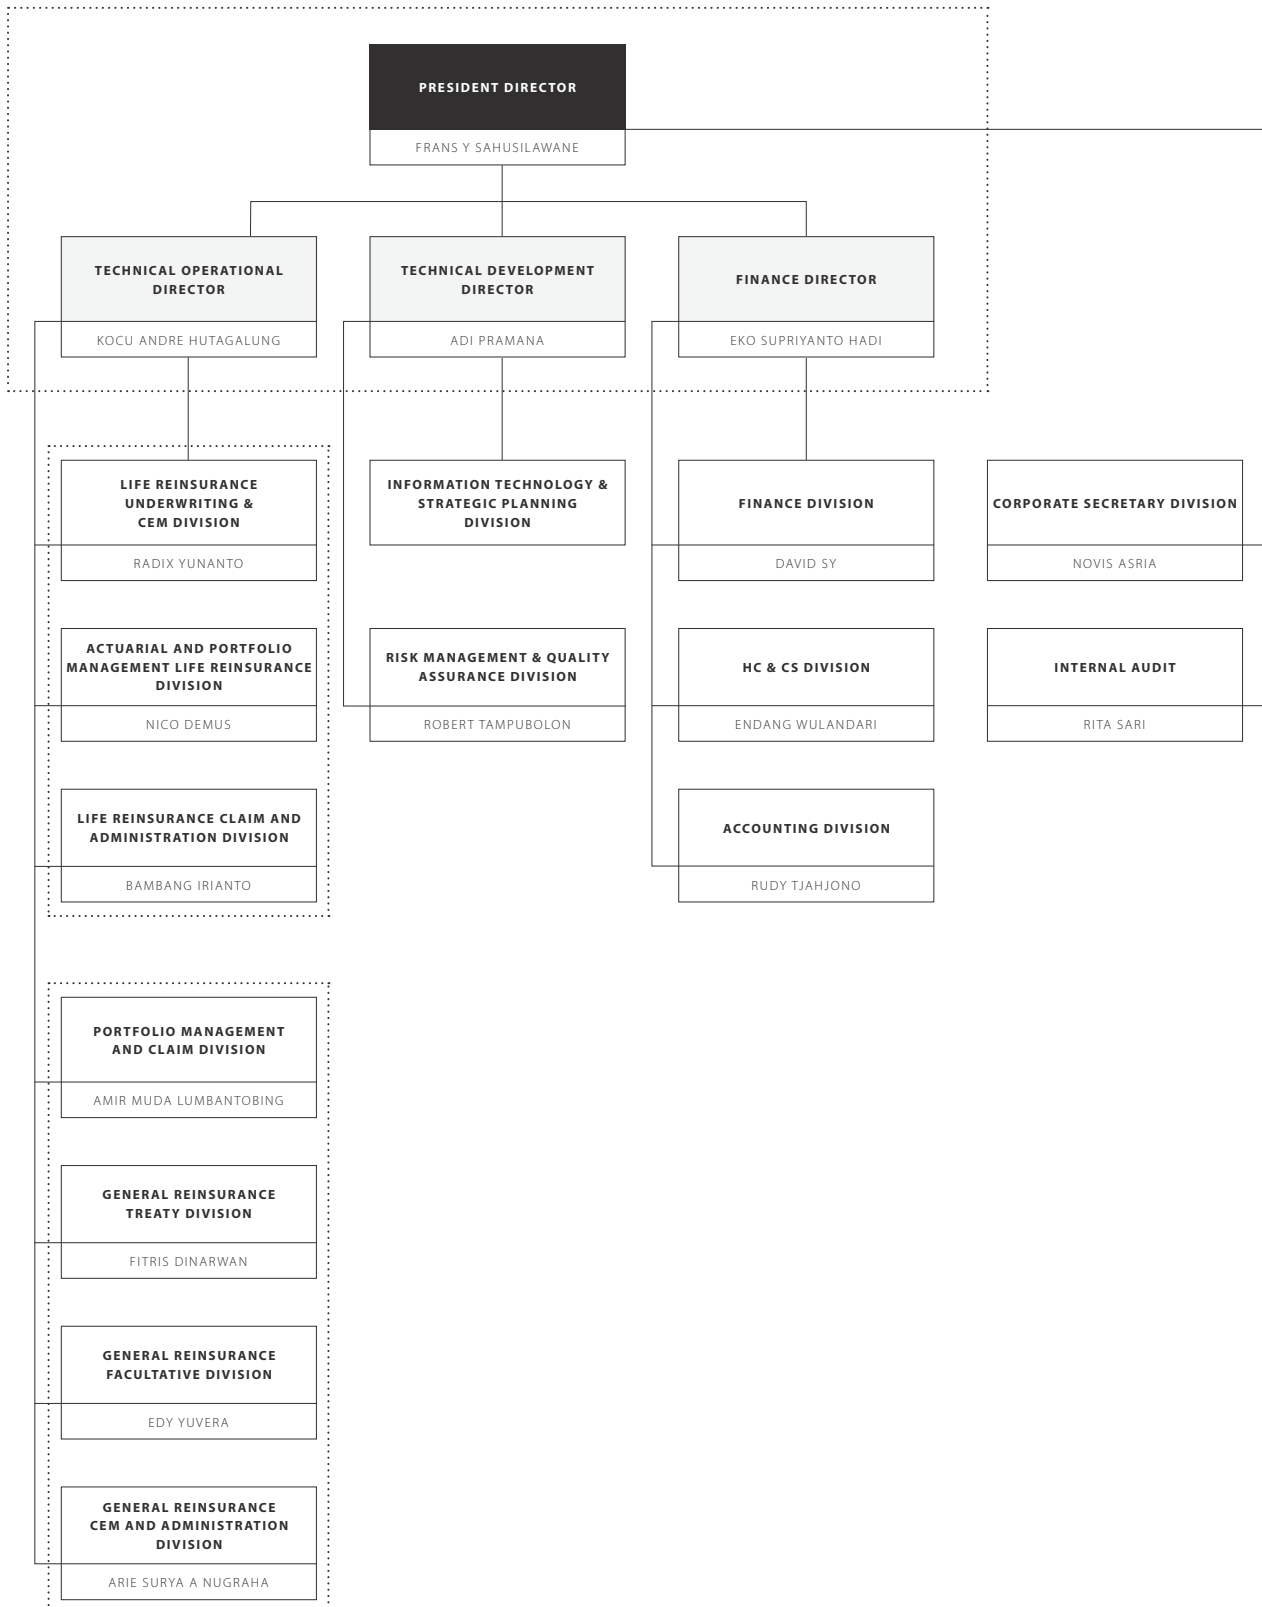 PRESIDENT DIRECTOR
FRANS Y SAHUSILAWANE
TECHNICAL OPERATIONAL
DIRECTOR
KOCU ANDRE HUTAGALUNG
TECHNICAL DEVELOPMENT
DIRECTOR
ADI PRAMANA
FINANCE DIRECTOR
EKO SUPRIYANTO HADI
LIFE REINSURANCE
UNDERWRITING &
CEM DIVISION
RADIX YUNANTO
INFORMATION TECHNOLOGY &
STRATEGIC PLANNING
DIVISION
FINANCE DIVISION
DAVID SY
CORPORATE SECRETARY DIVISION
NOVIS ASRIA
ACTUARIAL AND PORTFOLIO
MANAGEMENT LIFE REINSURANCE
DIVISION
NICO DEMUS
RISK MANAGEMENT & QUALITY
ASSURANCE DIVISION
ROBERT TAMPUBOLON
HC & CS DIVISION
ENDANG WULANDARI
INTERNAL AUDIT
RITA SARI
LIFE REINSURANCE CLAIM AND
ADMINISTRATION DIVISION
BAMBANG IRIANTO
ACCOUNTING DIVISION
RUDY TJAHJONO
PORTFOLIO MANAGEMENT
AND CLAIM DIVISION
AMIR MUDA LUMBANTOBING
GENERAL REINSURANCE
TREATY DIVISION
FITRIS DINARWAN
GENERAL REINSURANCE
FACULTATIVE DIVISION
EDY YUVERA
GENERAL REINSURANCE
CEM AND ADMINISTRATION
DIVISION
ARIE SURYA A NUGRAHA